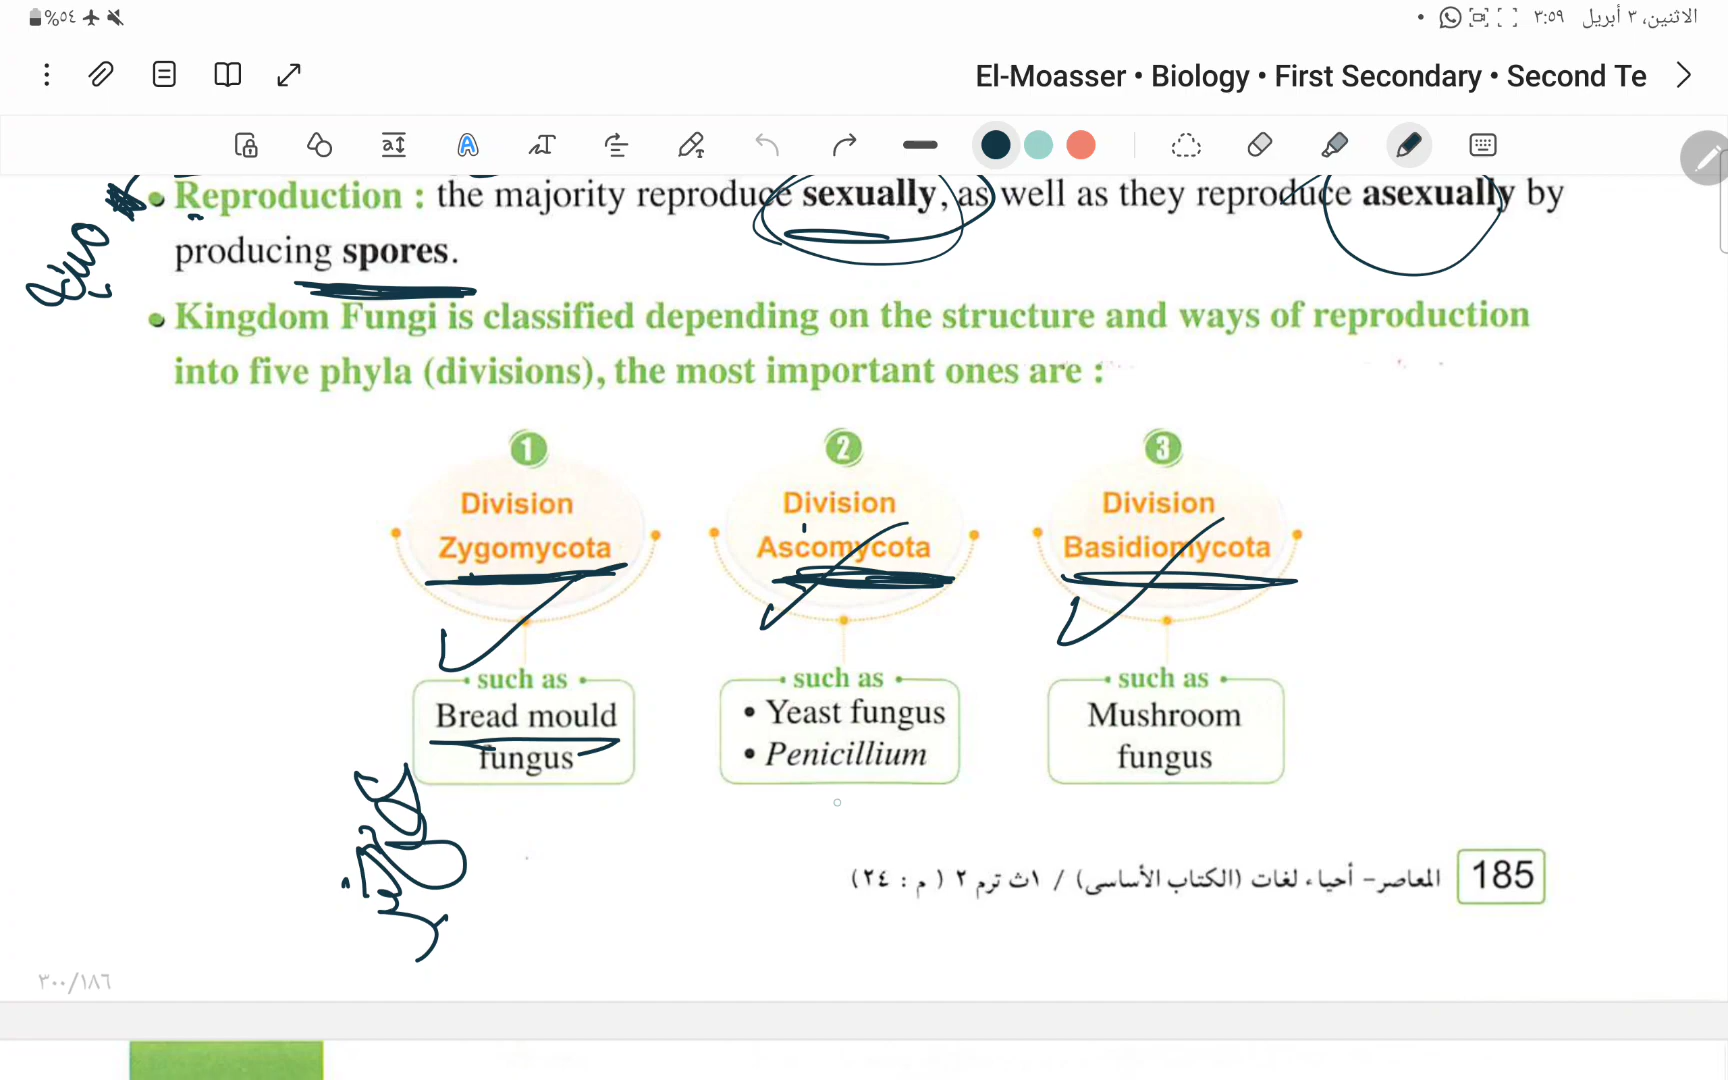 %٥٤
الاثنين، ٣ أبريل ٣:٥٩
El-Moasser • Biology • First Secondary • Second Te
• Reproduction : the majority reproduce sexually, as well as they reproduce asexually by
producing spores.
• Kingdom Fungi is classified depending on the structure and ways of reproduction
into five phyla (divisions), the most important ones are :
1
Division
Zygomycota
such as
Bread mould
fungus
2
Division
Ascomycota
such as
• Yeast fungus
• Penicillium
3
Division
Basidiomycota
such as
Mushroom
fungus
المعاصر - أحياء لغات (الكتاب الأساسى) / ١ث ترم ٢ ( م : ٢٤)
185
٣٠٠/١٨٦